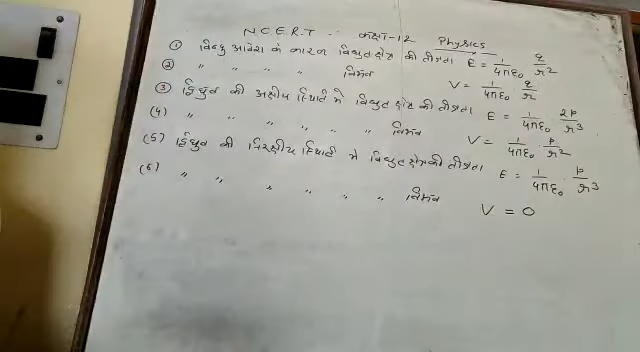 N C E R T :- कक्षा-12 Physics
(1) विन्दु आवेश के कारण विद्युत क्षेत्र की तीव्रता E = 1/4πε₀ q/r²
(2) " " " " विभव V = 1/4πε₀ q/r
(3) द्विध्रुव की अक्षीय स्थिति में विद्युत क्षेत्र की तीव्रता E = 1/4πε₀ · 2p/r³
(4) " " " " " विभव V = 1/4πε₀ · p/r²
(5) द्विध्रुव की निरक्षीय स्थिति में विद्युत क्षेत्र की तीव्रता E = 1/4πε₀ · p/r³
(6) " " " " " " विभव V = 0